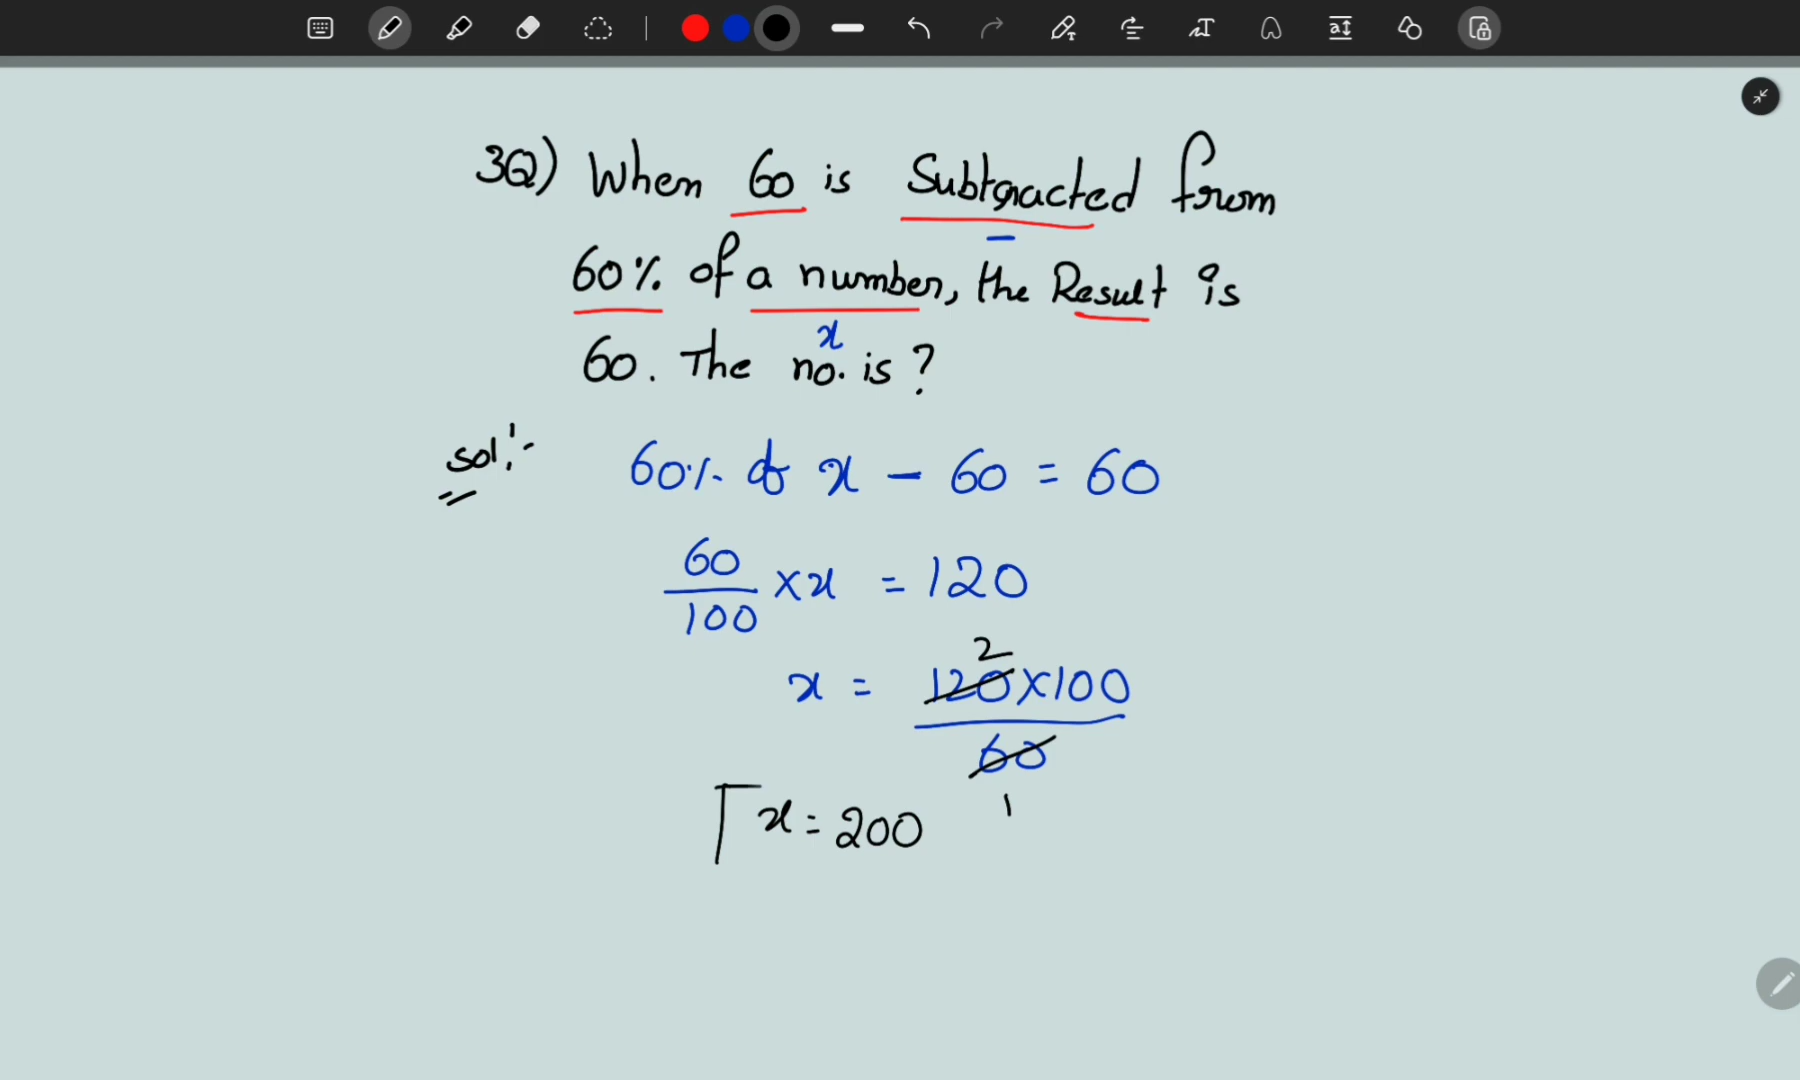 3Q) When 60 is Subtracted from
–
60% of a number, the Result is
x
60. The no. is ?
Sol:-
60% of x - 60 = 60
60
100
× x = 120
2
x = 120 × 100
60
1
x = 200